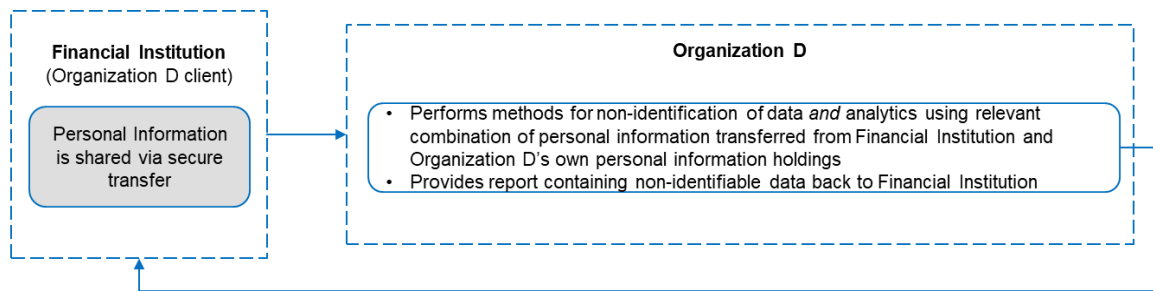 Financial Institution
(Organization D client)
Personal Information
is shared via secure
transfer
Organization D
• Performs methods for non-identification of data and analytics using relevant
combination of personal information transferred from Financial Institution and
Organization D's own personal information holdings
• Provides report containing non-identifiable data back to Financial Institution